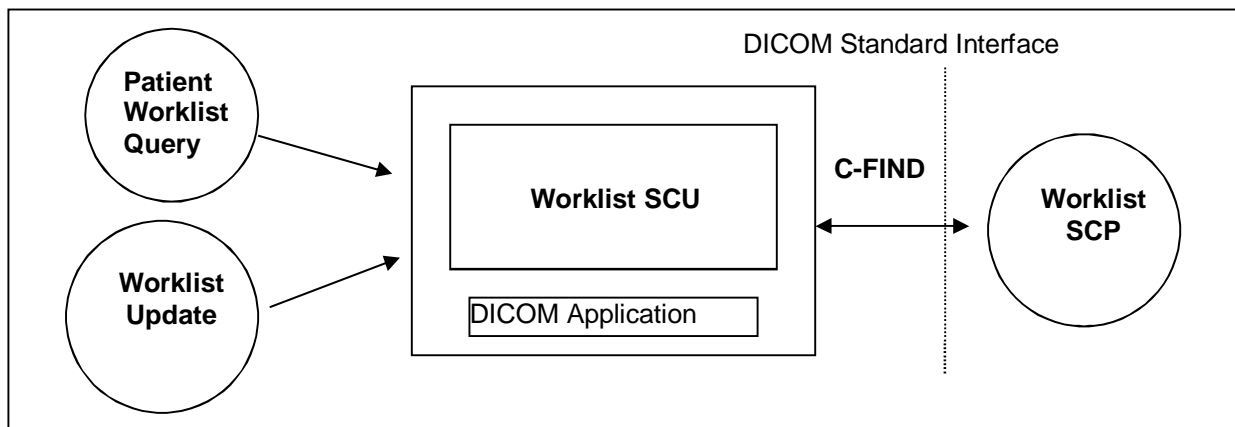 DICOM Standard Interface
Patient
Worklist
Query
Worklist
Update
Worklist SCU
DICOM Application
C-FIND
Worklist
SCP